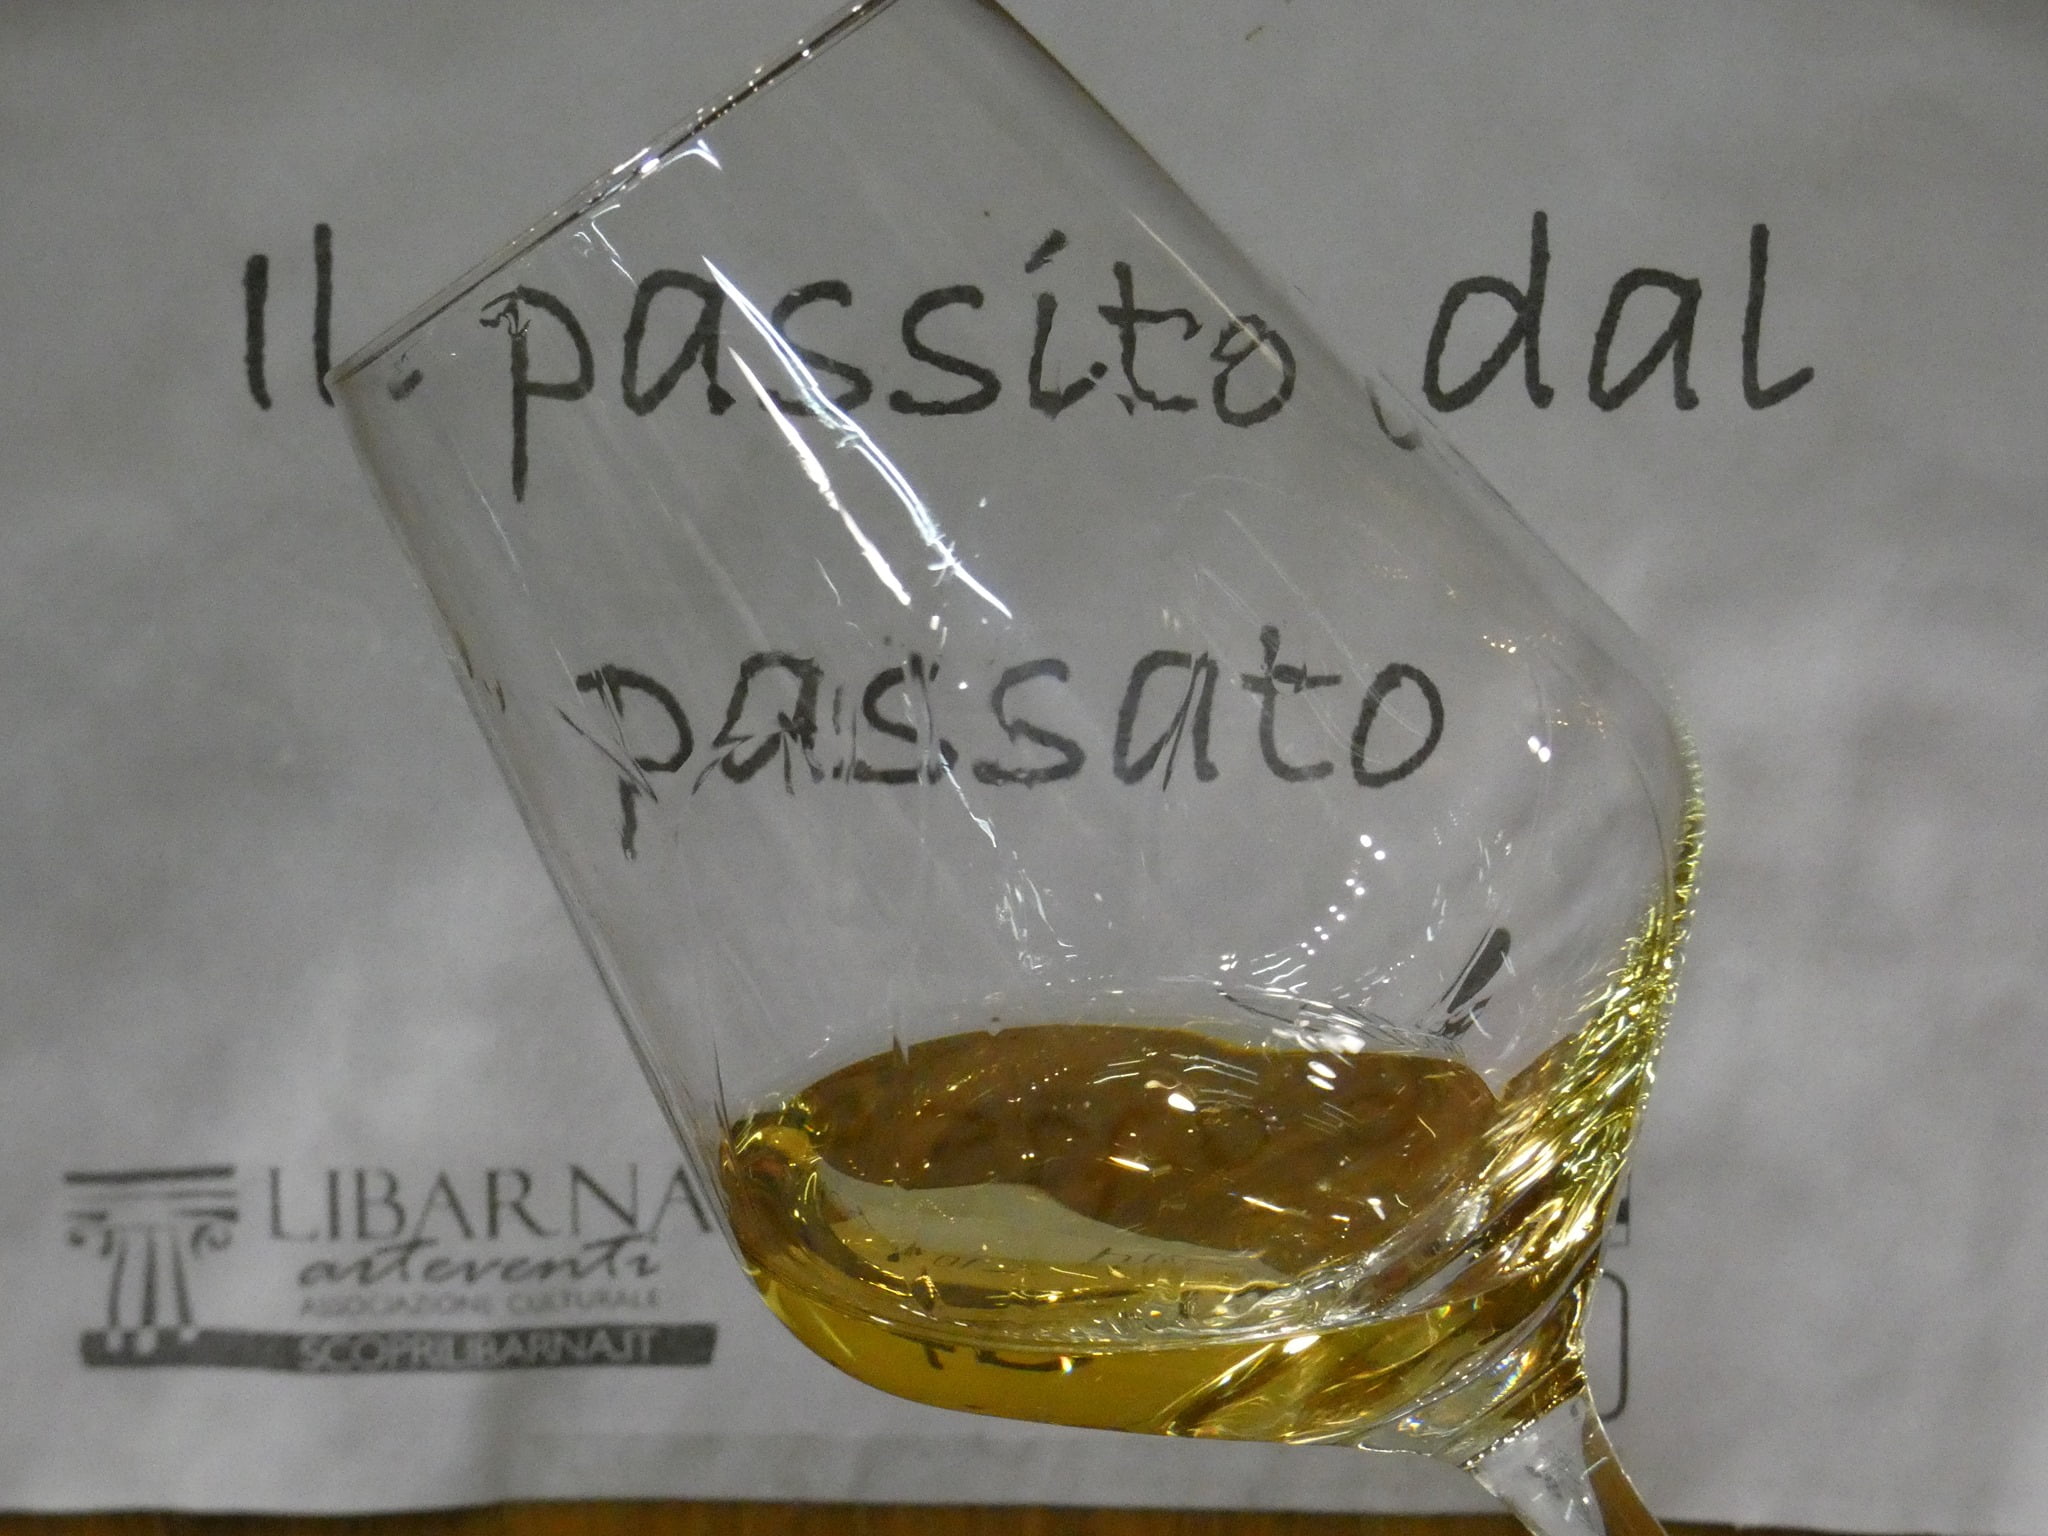 Il passito dal
passato
LIBARNA
arteventi
ASSOCIAZIONE CULTURALE
SCOPRILIBARNA.IT